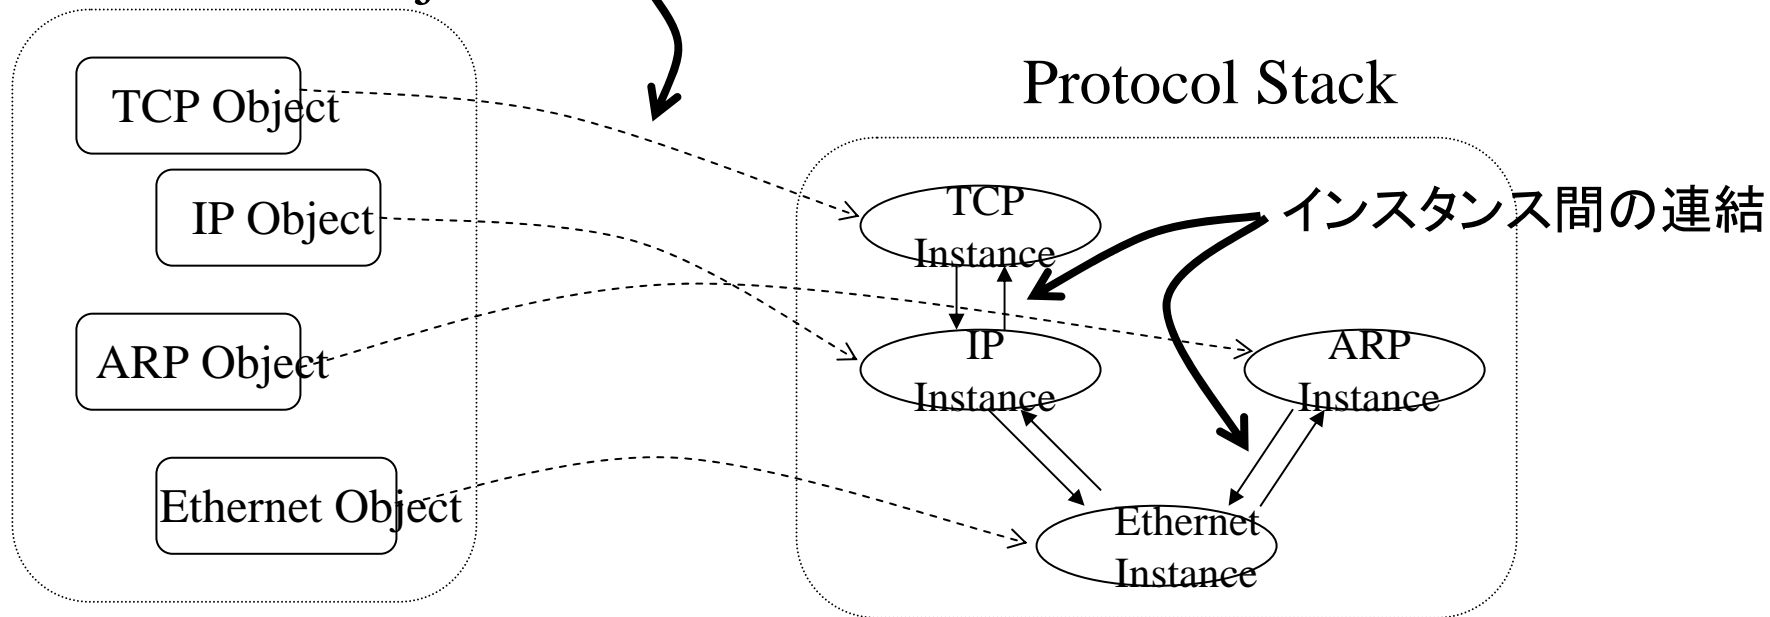 Protocol Stack
TCP Object
IP Object
ARP Object
Ethernet Object
TCP
Instance
インスタンス間の連結
IP
Instance
ARP
Instance
Ethernet
Instance